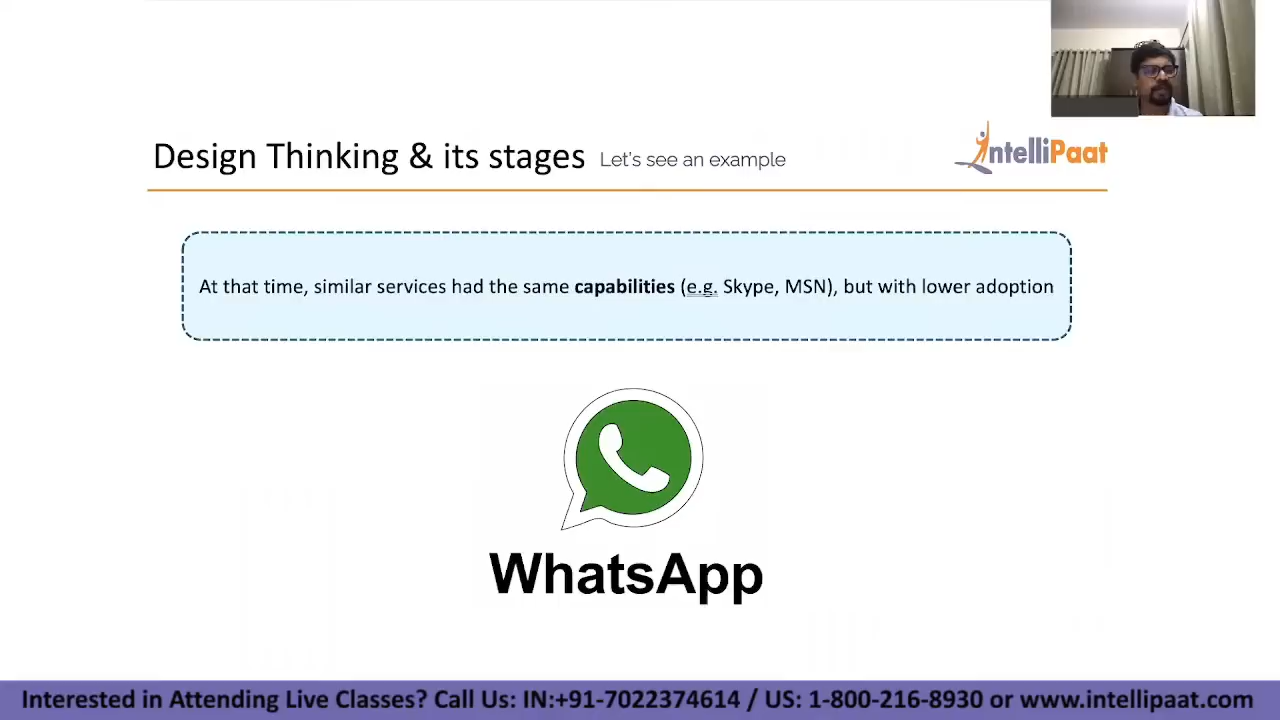 Design Thinking & its stages Let's see an example
IntelliPaat
At that time, similar services had the same capabilities (e.g. Skype, MSN), but with lower adoption
WhatsApp
Interested in Attending Live Classes? Call Us: IN:+91-7022374614 / US: 1-800-216-8930 or www.intellipaat.com